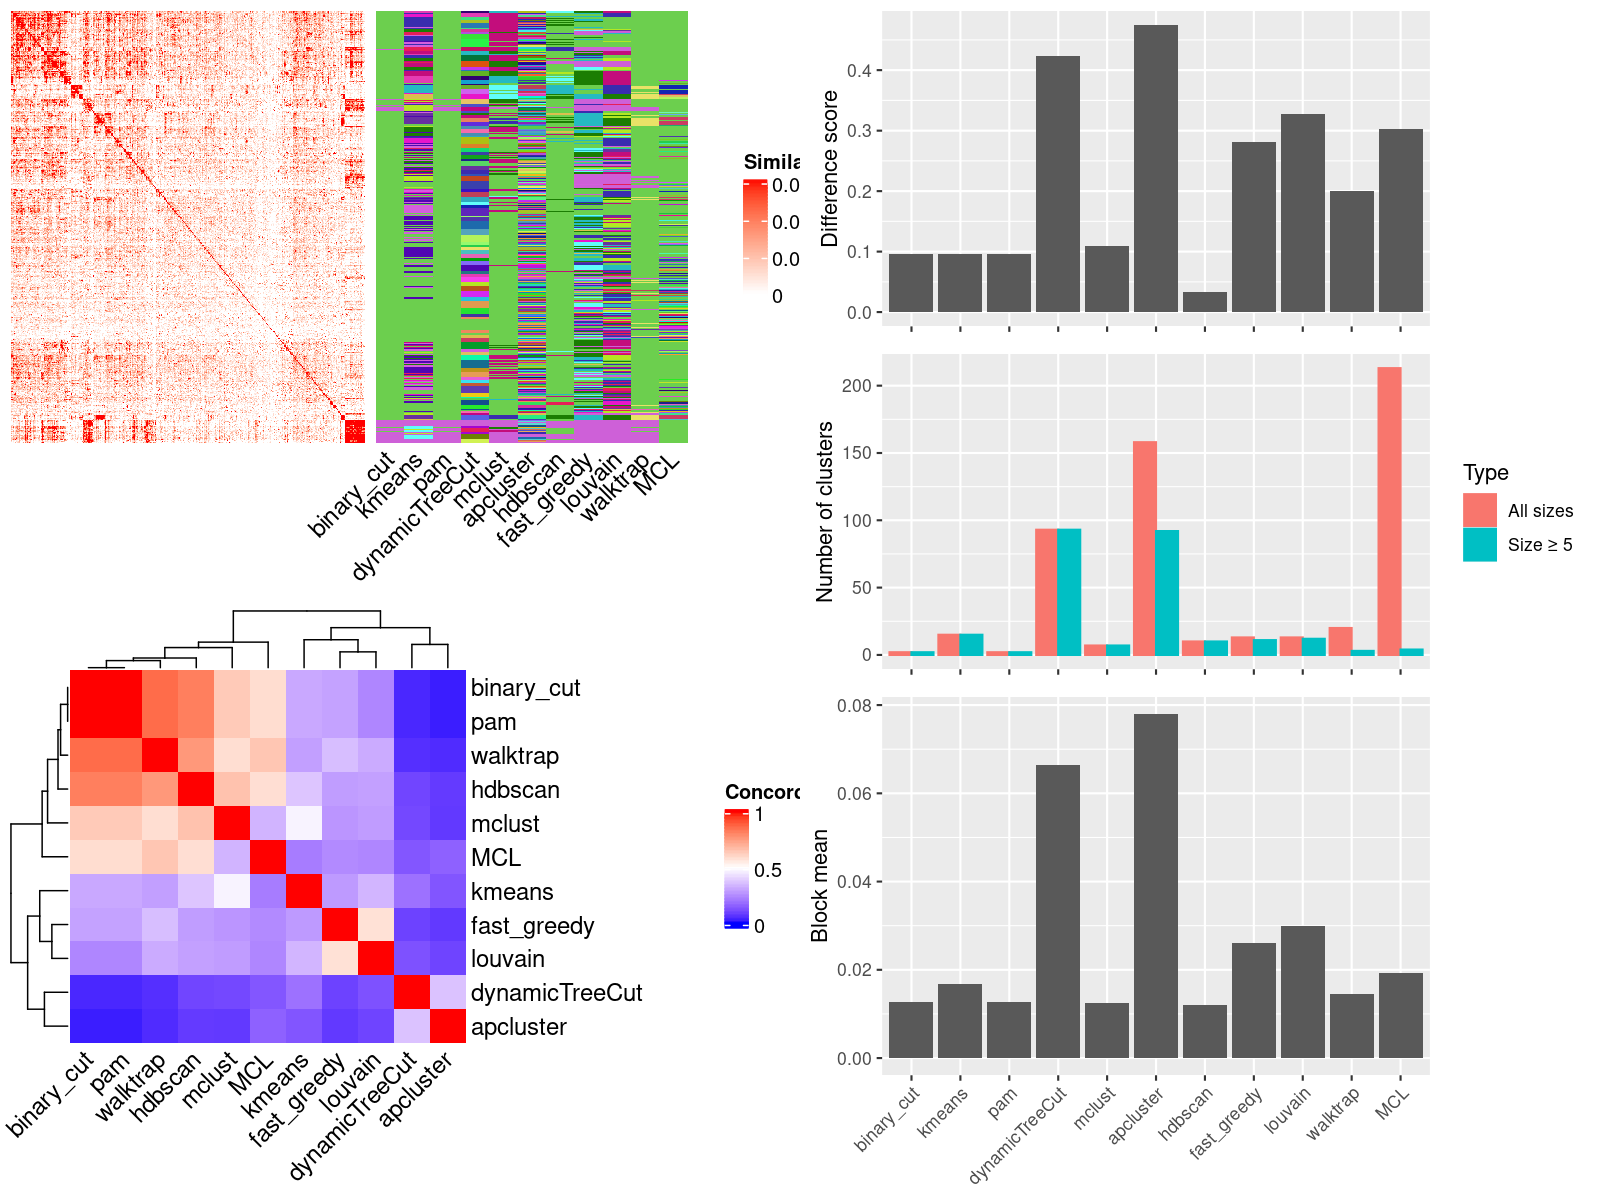 Simila
0.0
0.0
0.0
0
binary_cut
kmeans
pam
dynamicTreeCut
mclust
apcluster
hdbscan
fast_greedy
louvain
walktrap
MCL
binary_cut
pam
walktrap
hdbscan
mclust
MCL
kmeans
fast_greedy
louvain
dynamicTreeCut
apcluster
binary_cut
pam
walktrap
hdbscan
mclust
MCL
kmeans
fast_greedy
louvain
dynamicTreeCut
apcluster
Concord
1
0.5
0
Difference score
0.4
0.3
0.2
0.1
0.0
Number of clusters
200
150
100
50
0
Type
All sizes
Size ≥ 5
Block mean
0.08
0.06
0.04
0.02
0.00
binary_cut
kmeans
pam
dynamicTreeCut
mclust
apcluster
hdbscan
fast_greedy
louvain
walktrap
MCL